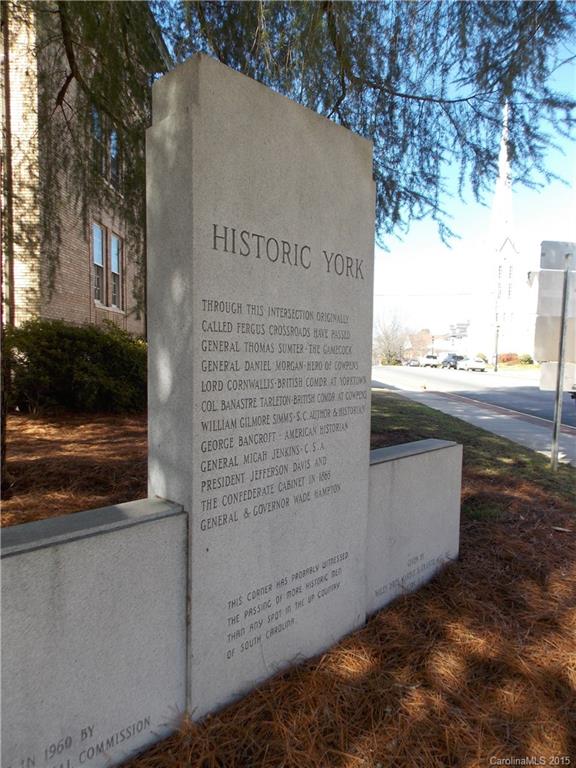 HISTORIC YORK
THROUGH THIS INTERSECTION ORIGINALLY
CALLED FERGUS CROSSROADS HAVE PASSED
GENERAL THOMAS SUMTER - THE GAMECOCK
GENERAL DANIEL MORGAN - HERO OF COWPENS
LORD CORNWALLIS - BRITISH COMDR AT YORKTOWN
COL BANASTRE TARLETON - BRITISH COMDR AT COWPENS
WILLIAM GILMORE SIMMS - S.C. AUTHOR & HISTORIAN
GEORGE BANCROFT - AMERICAN HISTORIAN
GENERAL MICAH JENKINS - C.S.A.
PRESIDENT JEFFERSON DAVIS AND
THE CONFEDERATE CABINET IN 1865
GENERAL & GOVERNOR WADE HAMPTON
THIS CORNER HAS PROBABLY WITNESSED
THE PASSING OF MORE HISTORIC MEN
THAN ANY SPOT IN THE UP COUNTRY
OF SOUTH CAROLINA.
IN 1960 BY
COMMISSION
GIVEN BY
CarolinaMLS © 2015